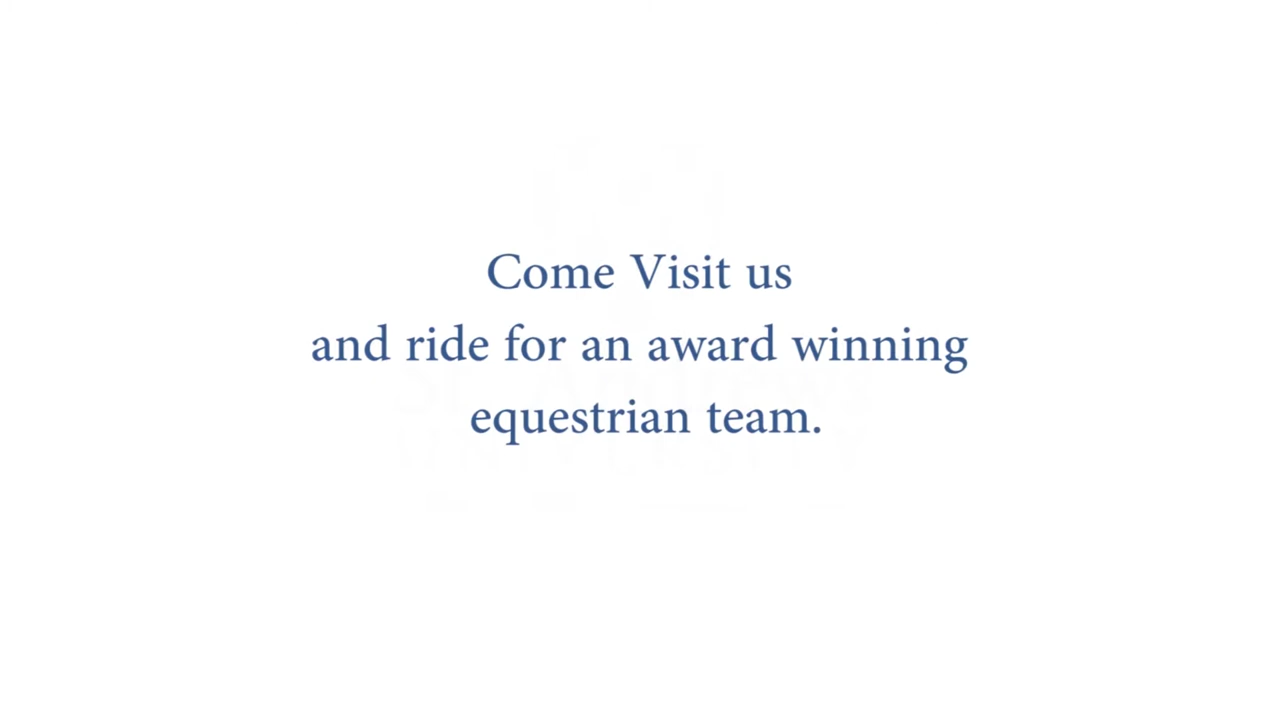 Come Visit us
and ride for an award winning
equestrian team.